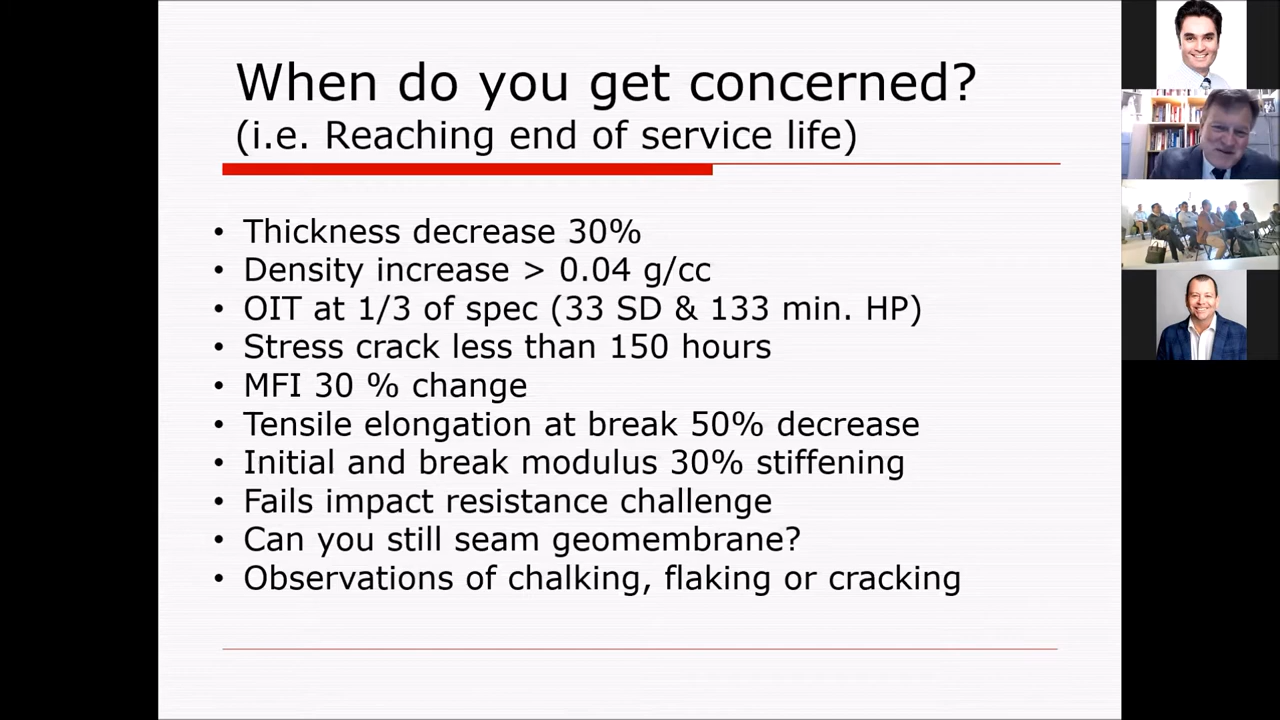 When do you get concerned?
(i.e. Reaching end of service life)
• Thickness decrease 30%
• Density increase > 0.04 g/cc
• OIT at 1/3 of spec (33 SD & 133 min. HP)
• Stress crack less than 150 hours
• MFI 30 % change
• Tensile elongation at break 50% decrease
• Initial and break modulus 30% stiffening
• Fails impact resistance challenge
• Can you still seam geomembrane?
• Observations of chalking, flaking or cracking